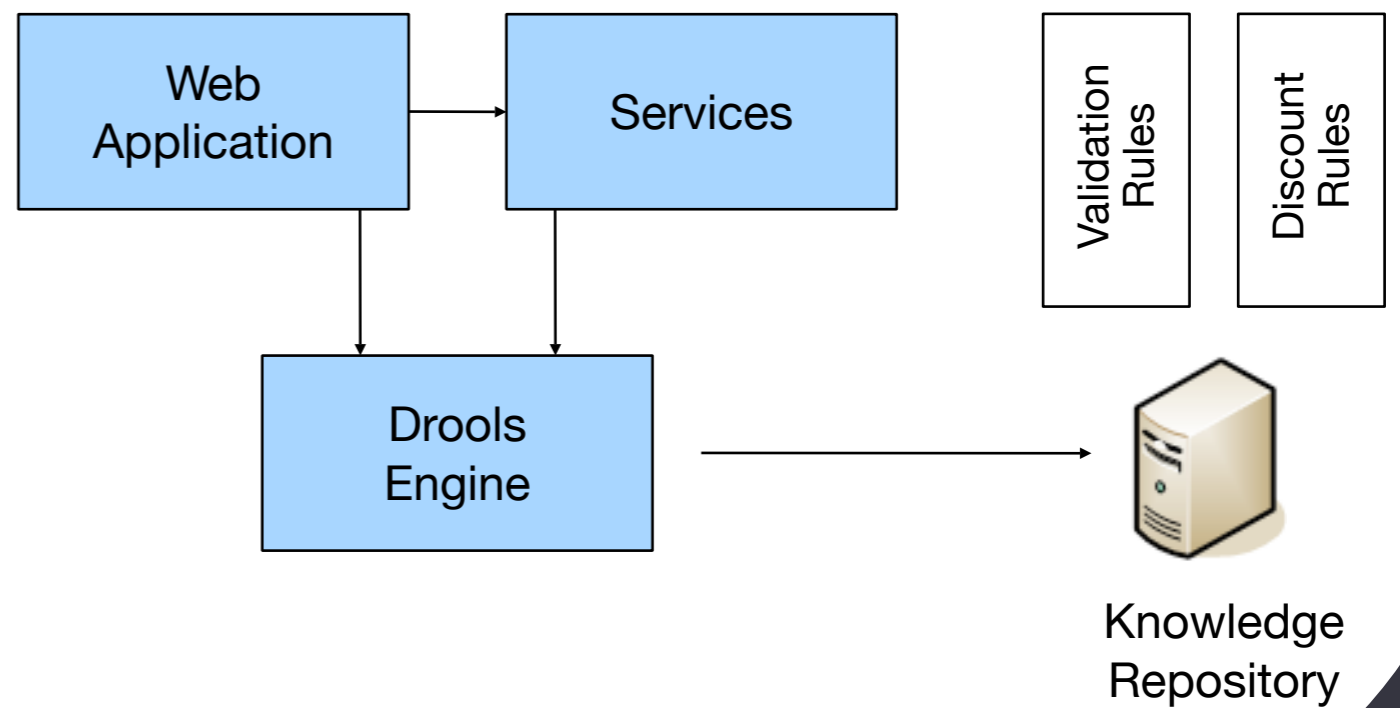 Web
Application
Services
Validation
Rules
Discount
Rules
Drools
Engine
Knowledge
Repository